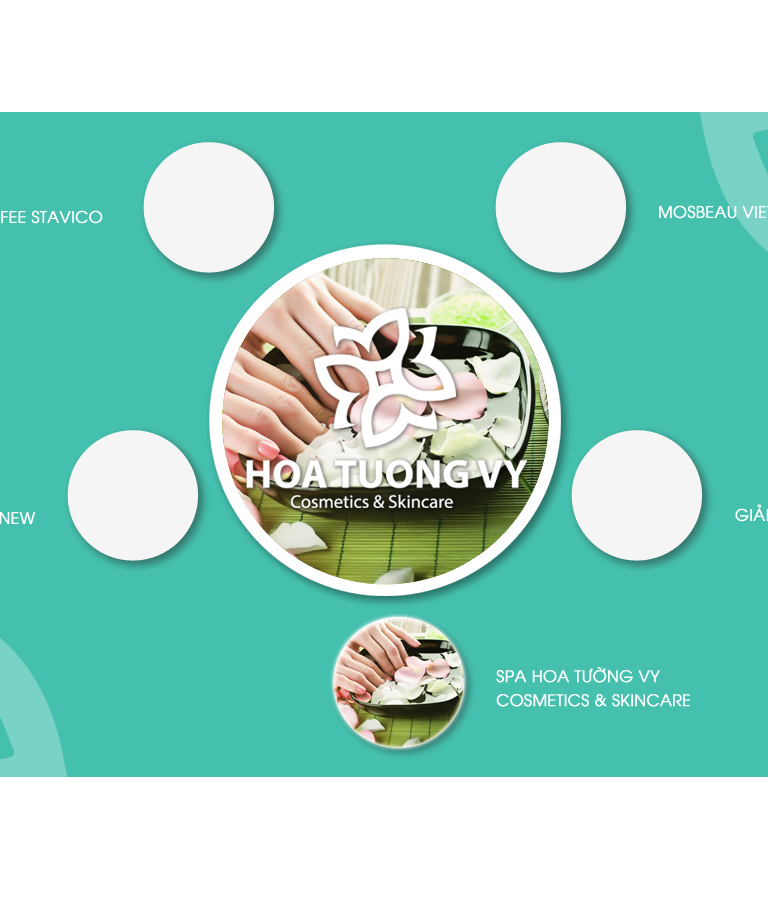 FEE STAVICO
MOSBEAU VIE
HOA TUONG VY
Cosmetics & Skincare
NEW
GIẢ
SPA HOA TƯỜNG VY
COSMETICS & SKINCARE